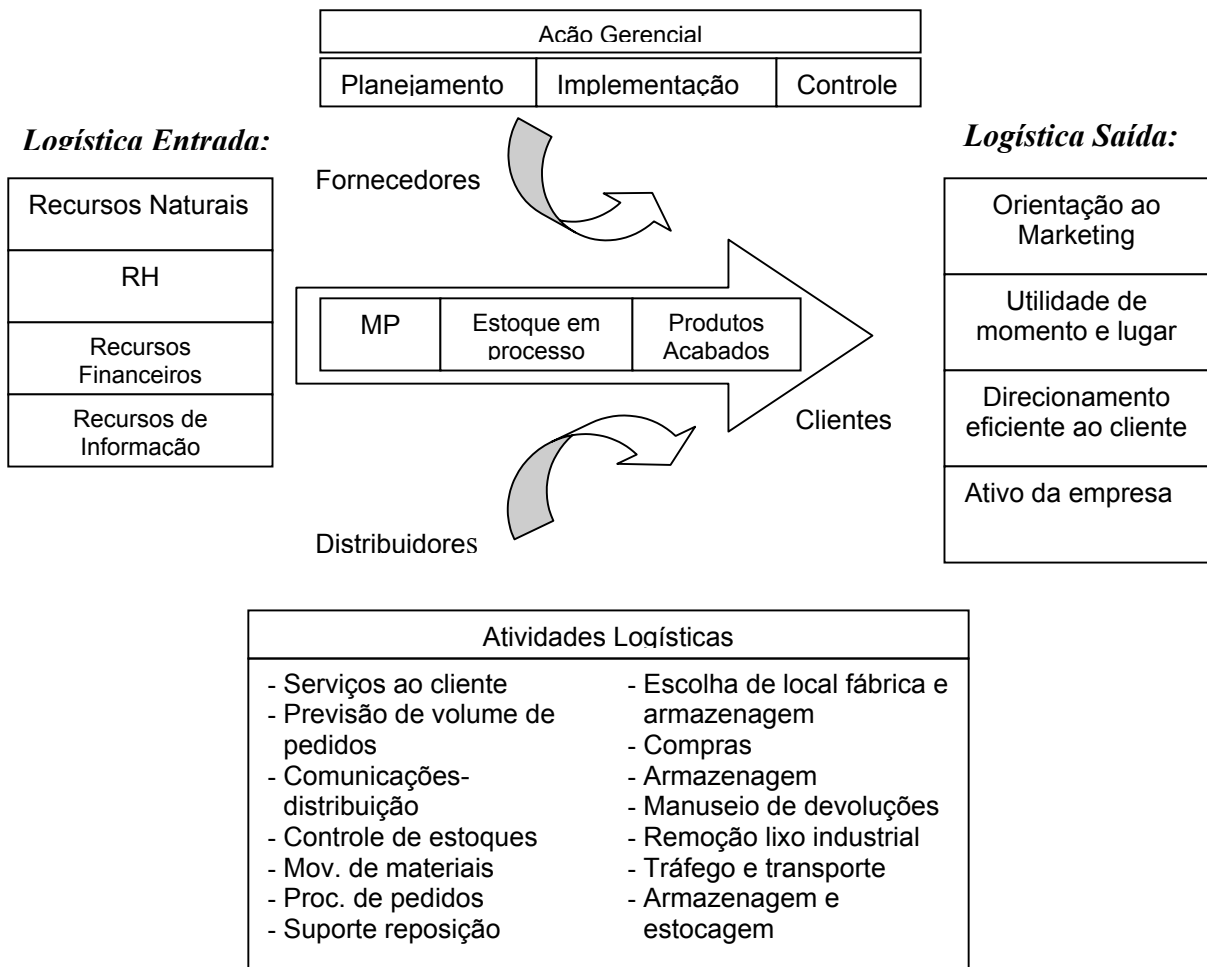 Ação Gerencial
Planejamento
Implementação
Controle
Logística Entrada:
Logística Saída:
Fornecedores
Recursos Naturais
RH
Recursos
Financeiros
Recursos de
Informação
MP
Estoque em
processo
Produtos
Acabados
Clientes
Distribuidores
Orientação ao
Marketing
Utilidade de
momento e lugar
Direcionamento
eficiente ao cliente
Ativo da empresa
Atividades Logísticas
- Serviços ao cliente
- Previsão de volume de
pedidos
- Comunicações-
distribuição
- Controle de estoques
- Mov. de materiais
- Proc. de pedidos
- Suporte reposição
- Escolha de local fábrica e
armazenagem
- Compras
- Armazenagem
- Manuseio de devoluções
- Remoção lixo industrial
- Tráfego e transporte
- Armazenagem e
estocagem